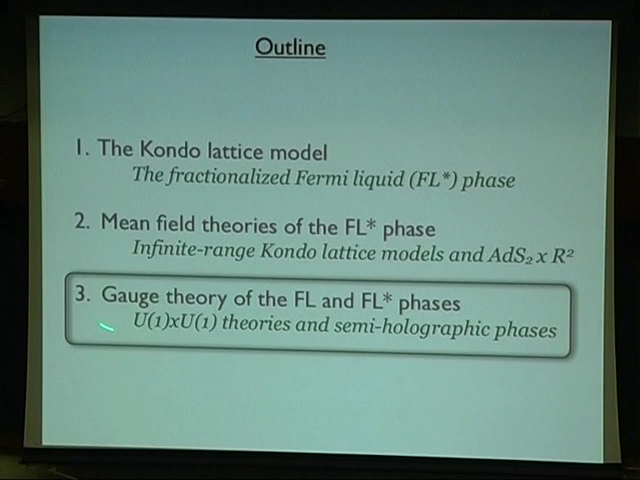 Outline
1. The Kondo lattice model
The fractionalized Fermi liquid (FL*) phase
2. Mean field theories of the FL* phase
Infinite-range Kondo lattice models and AdS₂ x R²
3. Gauge theory of the FL and FL* phases
U(1)xU(1) theories and semi-holographic phases